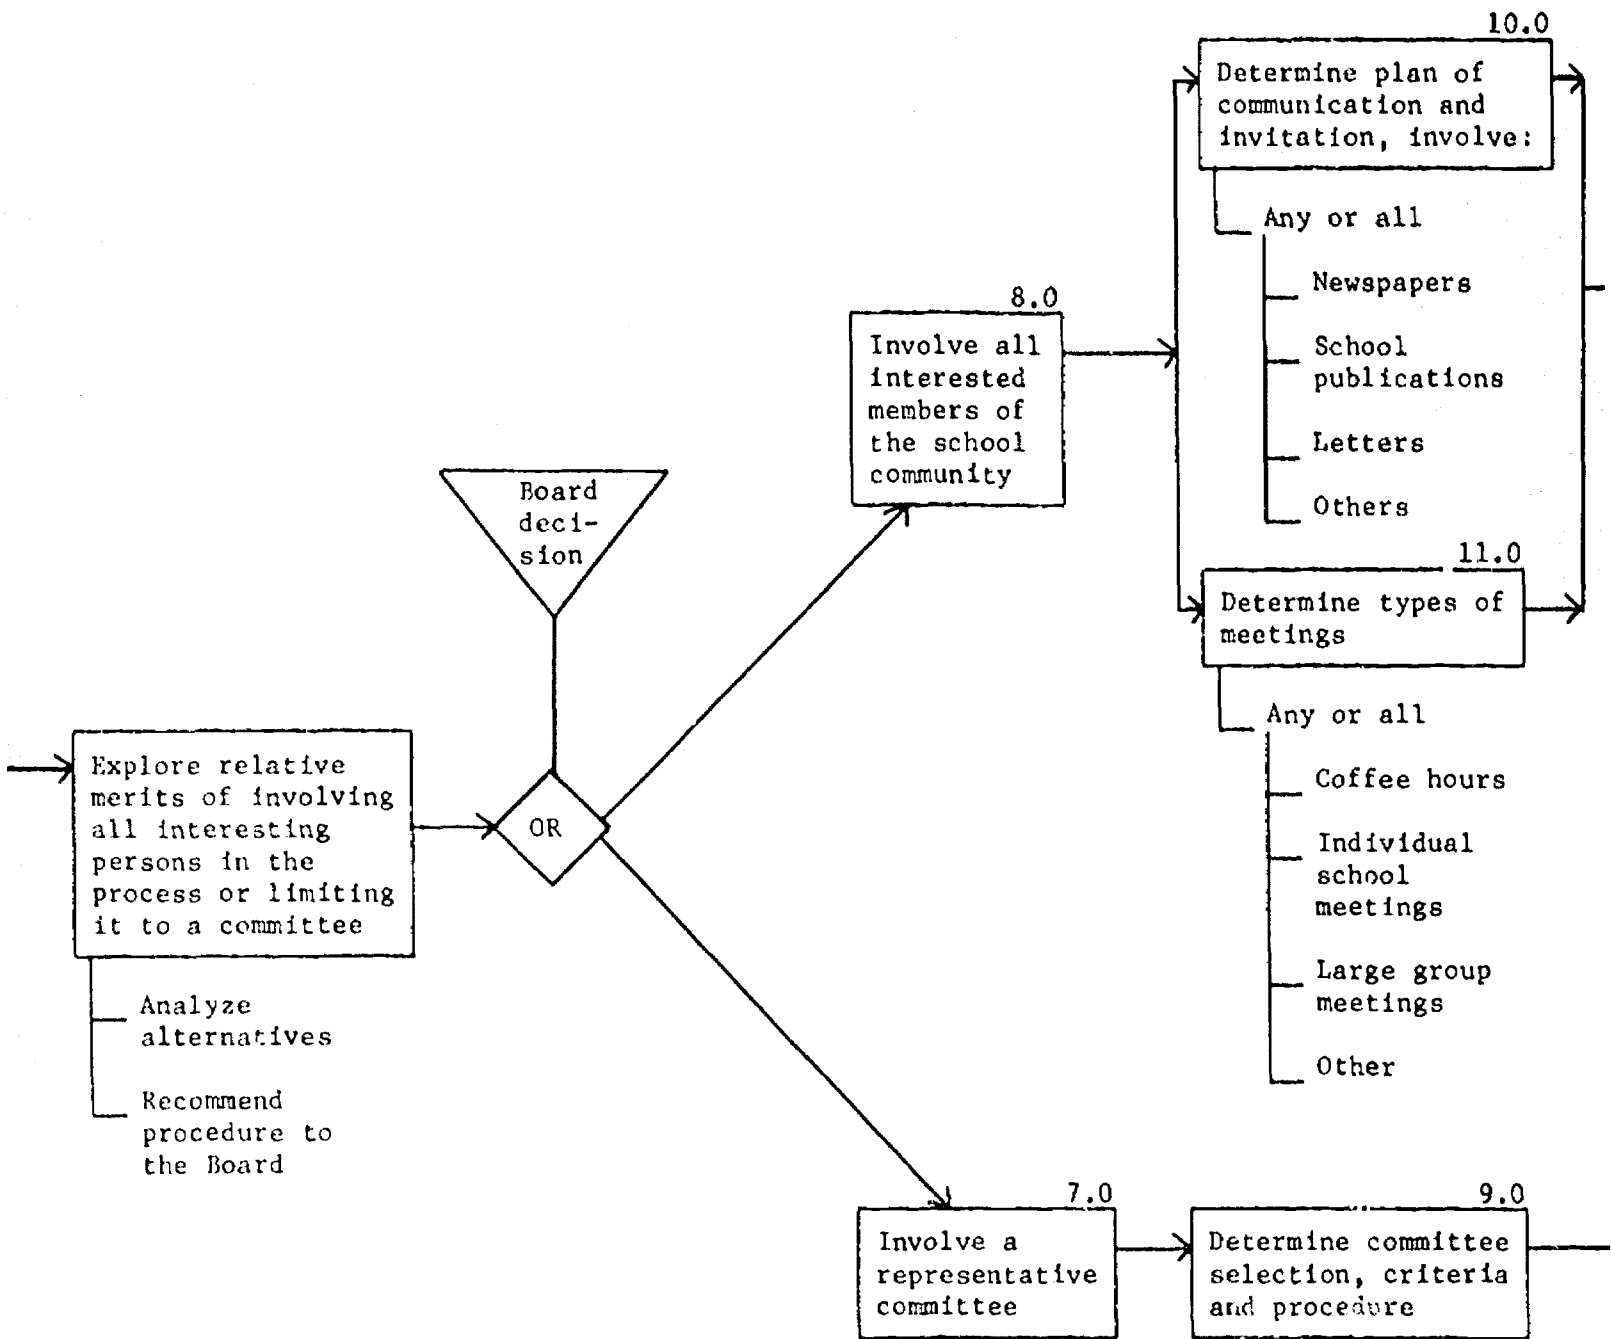 10.0
Determine plan of
communication and
invitation, involve:
Any or all
Newspapers
School
publications
Letters
Others
8.0
Involve all
interested
members of
the school
community
Board
deci-
sion
11.0
Determine types of
meetings
Any or all
Coffee hours
Individual
school
meetings
Large group
meetings
Other
Explore relative
merits of involving
all interesting
persons in the
process or limiting
it to a committee
OR
Analyze
alternatives
Recommend
procedure to
the Board
7.0
Involve a
representative
committee
9.0
Determine committee
selection, criteria
and procedure